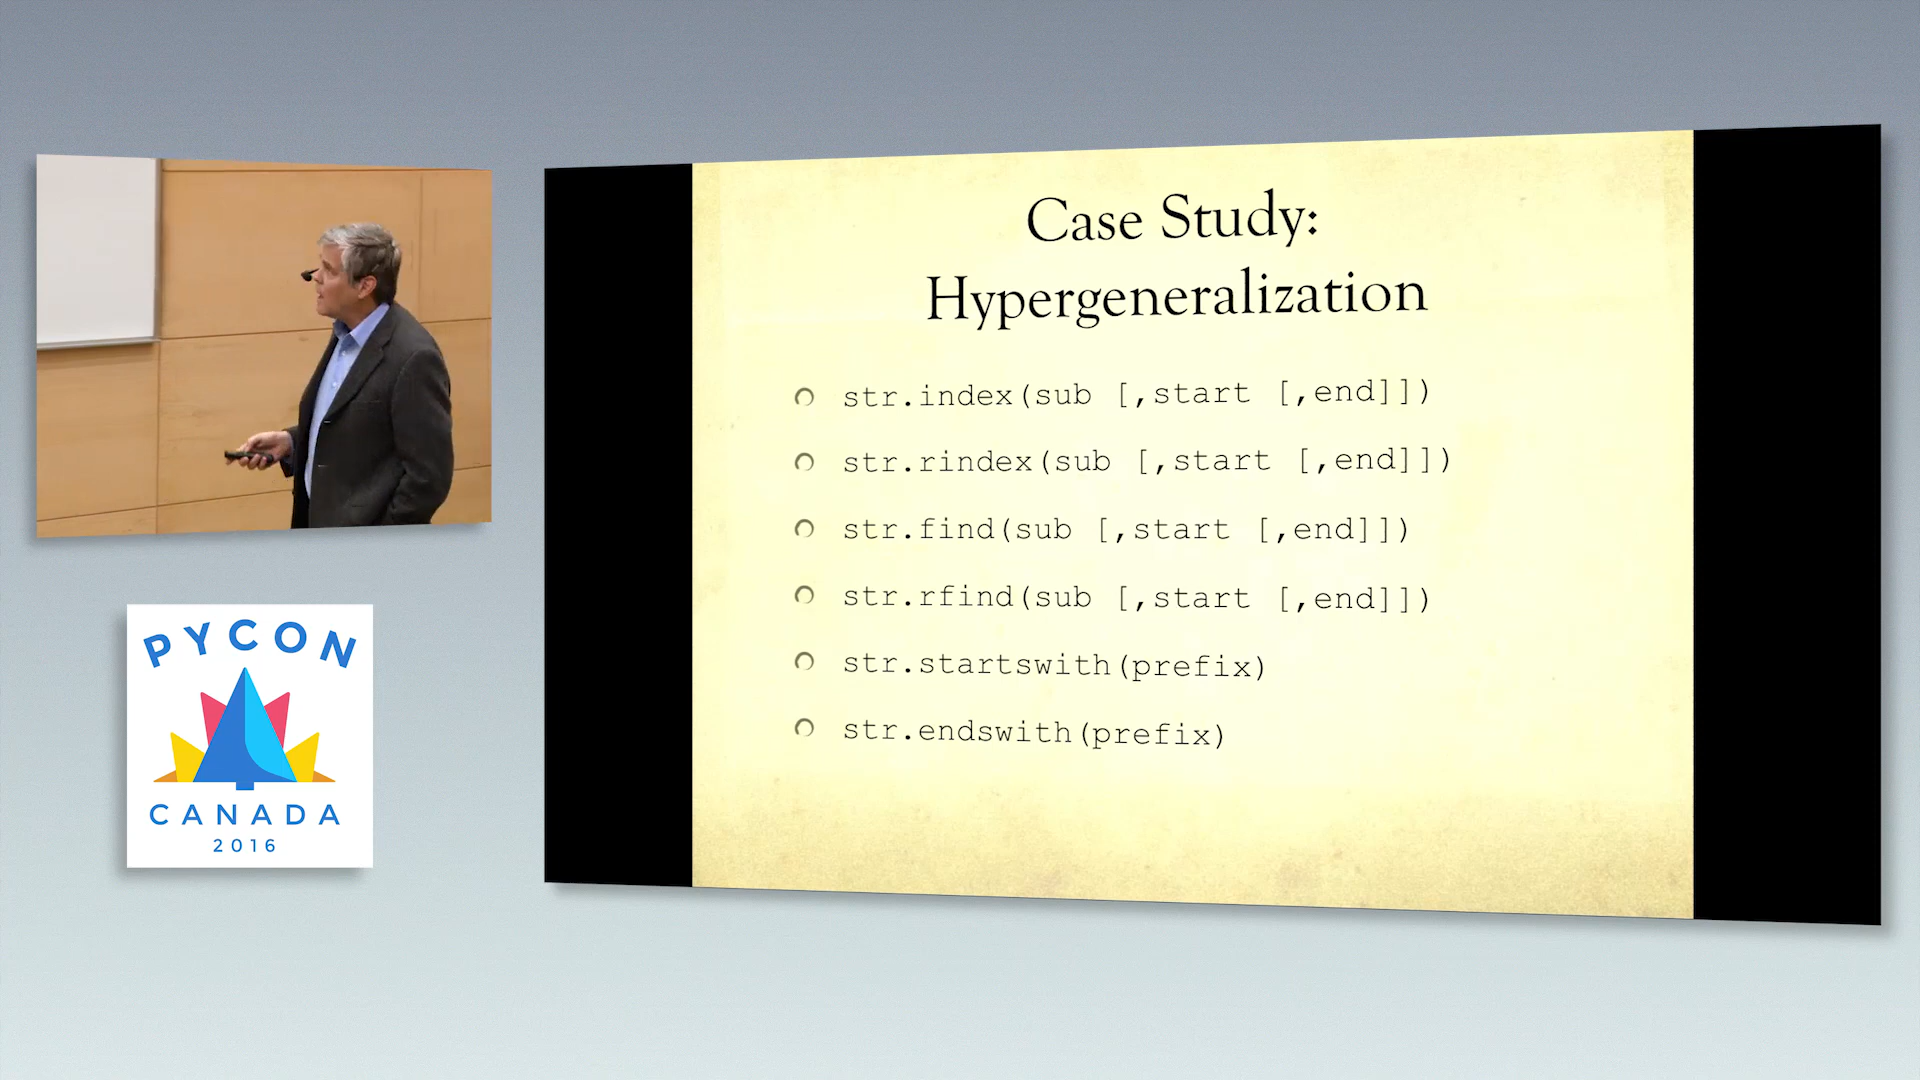 Case Study:
Hypergeneralization
str.index(sub [,start [,end]])
str.rindex(sub [,start [,end]])
str.find(sub [,start [,end]])
str.rfind(sub [,start [,end]])
str.startswith(prefix)
str.endswith(prefix)
PYCON
CANADA
2016